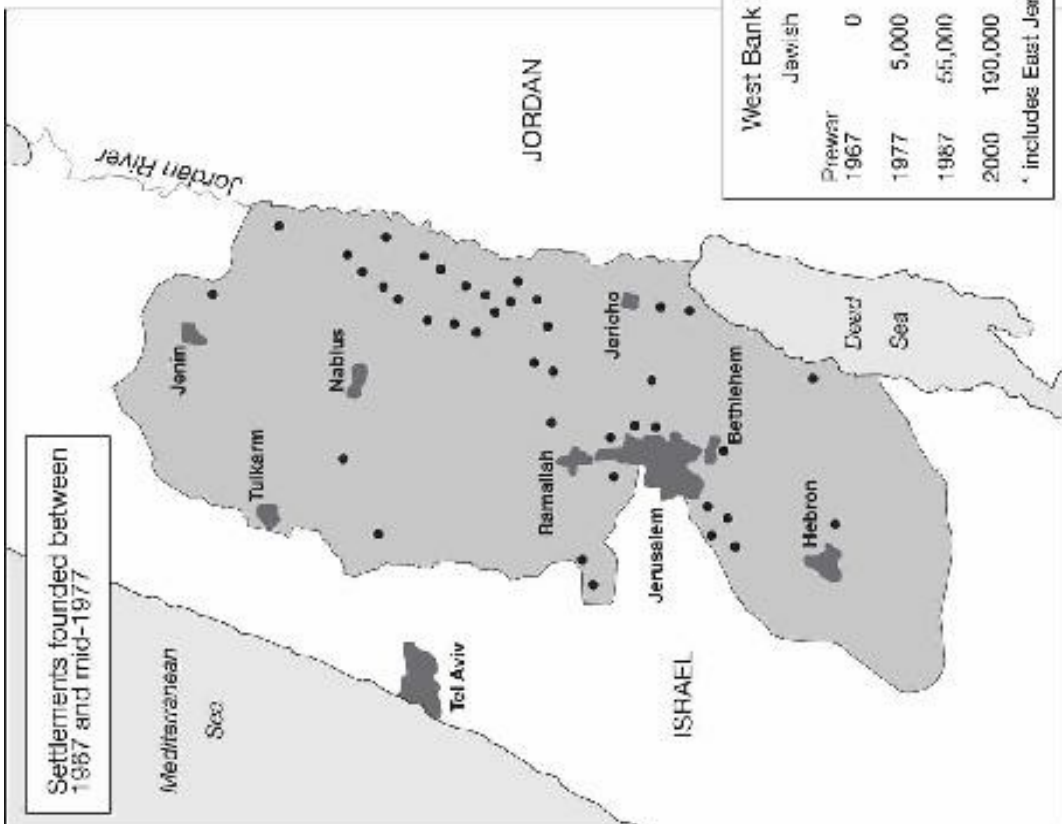 Settlements founded between
1967 and mid-1977
Mediterranean
Sea
Jordan River
JORDAN
Jenin
Tulkarm
Nablus
Tel Aviv
Ramallah
Jericho
Jerusalem
Bethlehem
ISRAEL
Hebron
Dead
Sea
West Bank
Jewish
Prewar
1967 0
1977 5,000
1987 55,000
2000 190,000
* includes East Jer